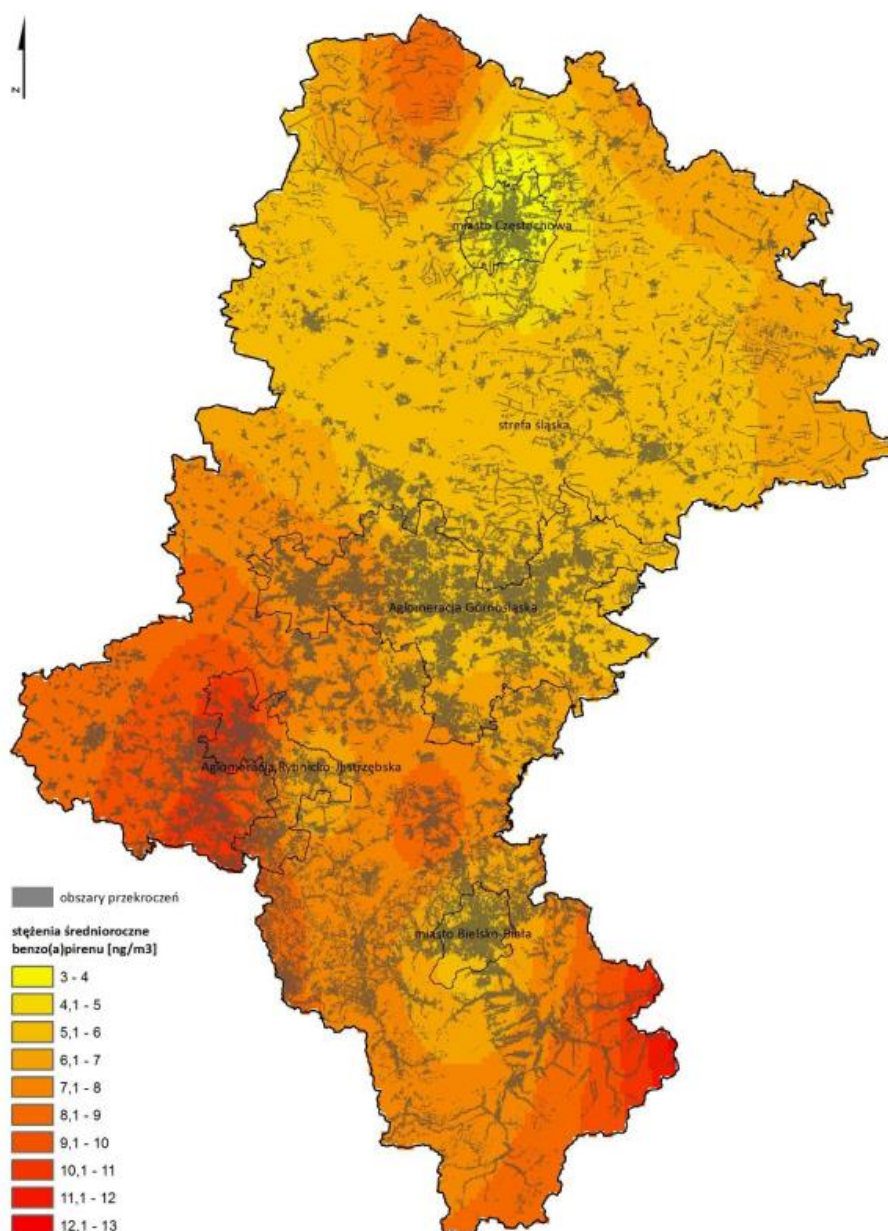 N
miasto Częstochowa
strefa śląska
Aglomeracja Górnośląska
Aglomeracja Rybnicko-Jastrzębska
miasto Bielsko-Biała
obszary przekroczeń
stężenia średnioroczne
benzo(a)pirenu [ng/m3]
3 - 4
4,1 - 5
5,1 - 6
6,1 - 7
7,1 - 8
8,1 - 9
9,1 - 10
10,1 - 11
11,1 - 12
12,1 - 13